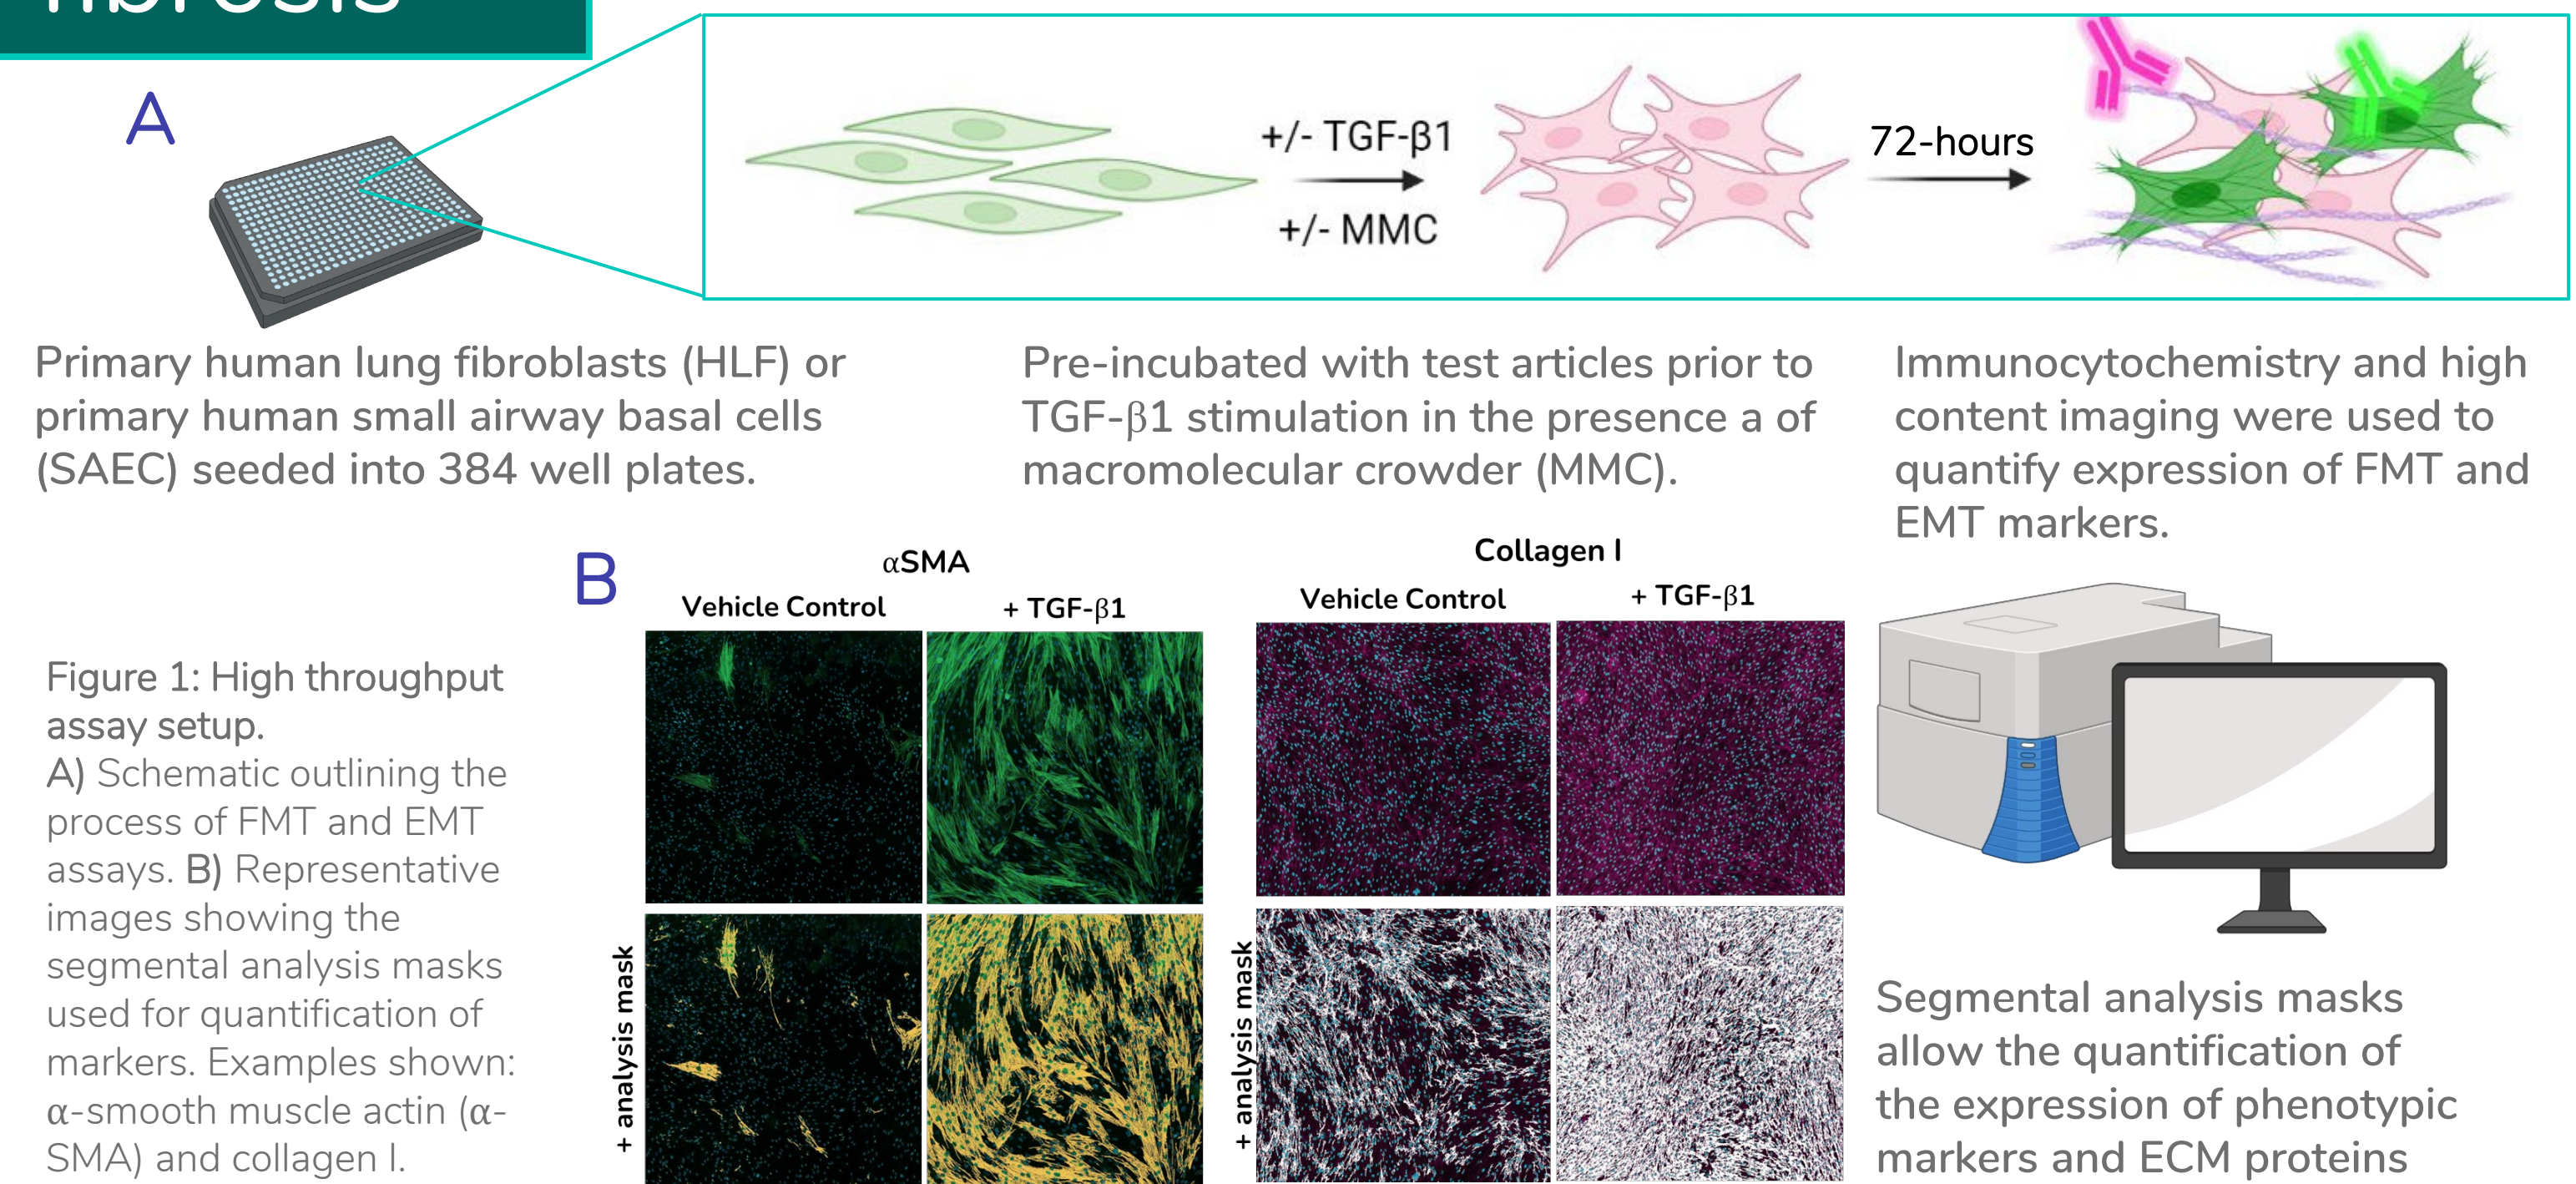 fibrosis
A
+/- TGF-β1
+/- MMC
72-hours
Primary human lung fibroblasts (HLF) or
primary human small airway basal cells
(SAEC) seeded into 384 well plates.
Pre-incubated with test articles prior to
TGF-β1 stimulation in the presence a of
macromolecular crowder (MMC).
Immunocytochemistry and high
content imaging were used to
quantify expression of FMT and
EMT markers.
B
αSMA
Vehicle Control
+ TGF-β1
Collagen I
Vehicle Control
+ TGF-β1
+ analysis mask
+ analysis mask
Figure 1: High throughput
assay setup.
A) Schematic outlining the
process of FMT and EMT
assays. B) Representative
images showing the
segmental analysis masks
used for quantification of
markers. Examples shown:
α-smooth muscle actin (α-
SMA) and collagen I.
Segmental analysis masks
allow the quantification of
the expression of phenotypic
markers and ECM proteins